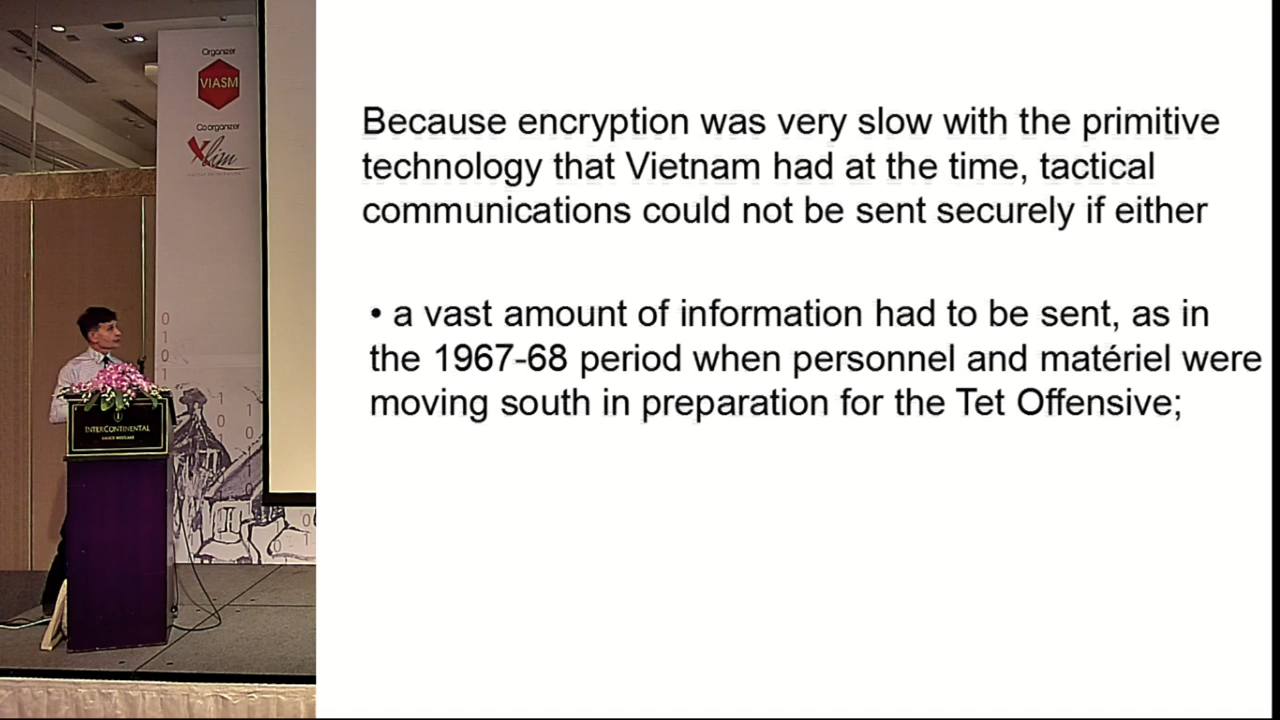 Organizer
VIASM
Coorganizer
Xlim
INTERCONTINENTAL
Because encryption was very slow with the primitive
technology that Vietnam had at the time, tactical
communications could not be sent securely if either
• a vast amount of information had to be sent, as in
the 1967-68 period when personnel and matériel were
moving south in preparation for the Tet Offensive;